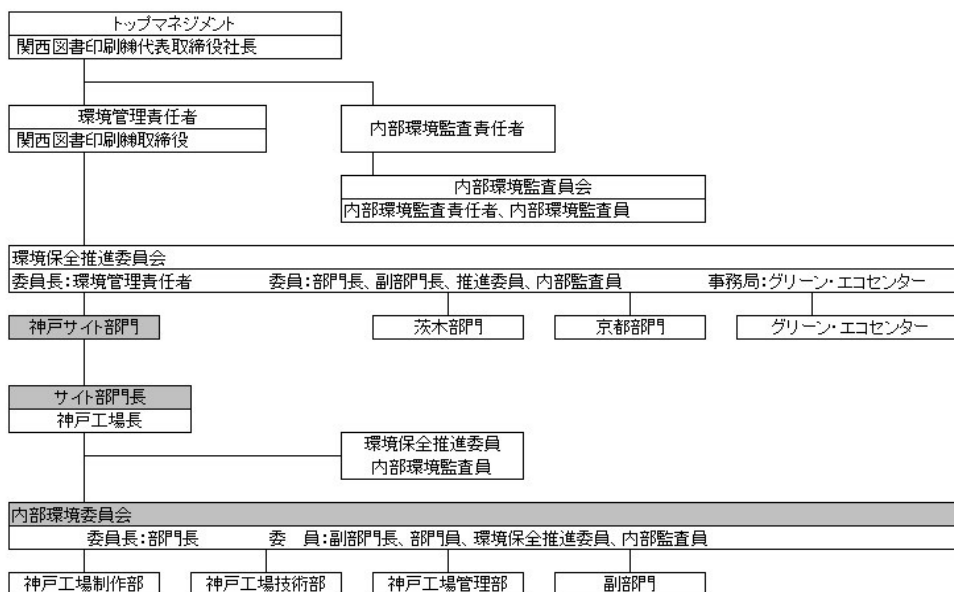 トップマネジメント
関西図書印刷㈱代表取締役社長
環境管理責任者
関西図書印刷㈱取締役
内部環境監査責任者
内部環境監査員会
内部環境監査責任者、内部環境監査員
環境保全推進委員会
委員長:環境管理責任者 委員:部門長、副部門長、推進委員、内部監査員 事務局:グリーン・エコセンター
神戸サイト部門 茨木部門 京都部門 グリーン・エコセンター
サイト部門長
神戸工場長
環境保全推進委員
内部環境監査員
内部環境委員会
委員長:部門長 委 員:副部門長、部門員、環境保全推進委員、内部監査員
神戸工場制作部 神戸工場技術部 神戸工場管理部 副部門